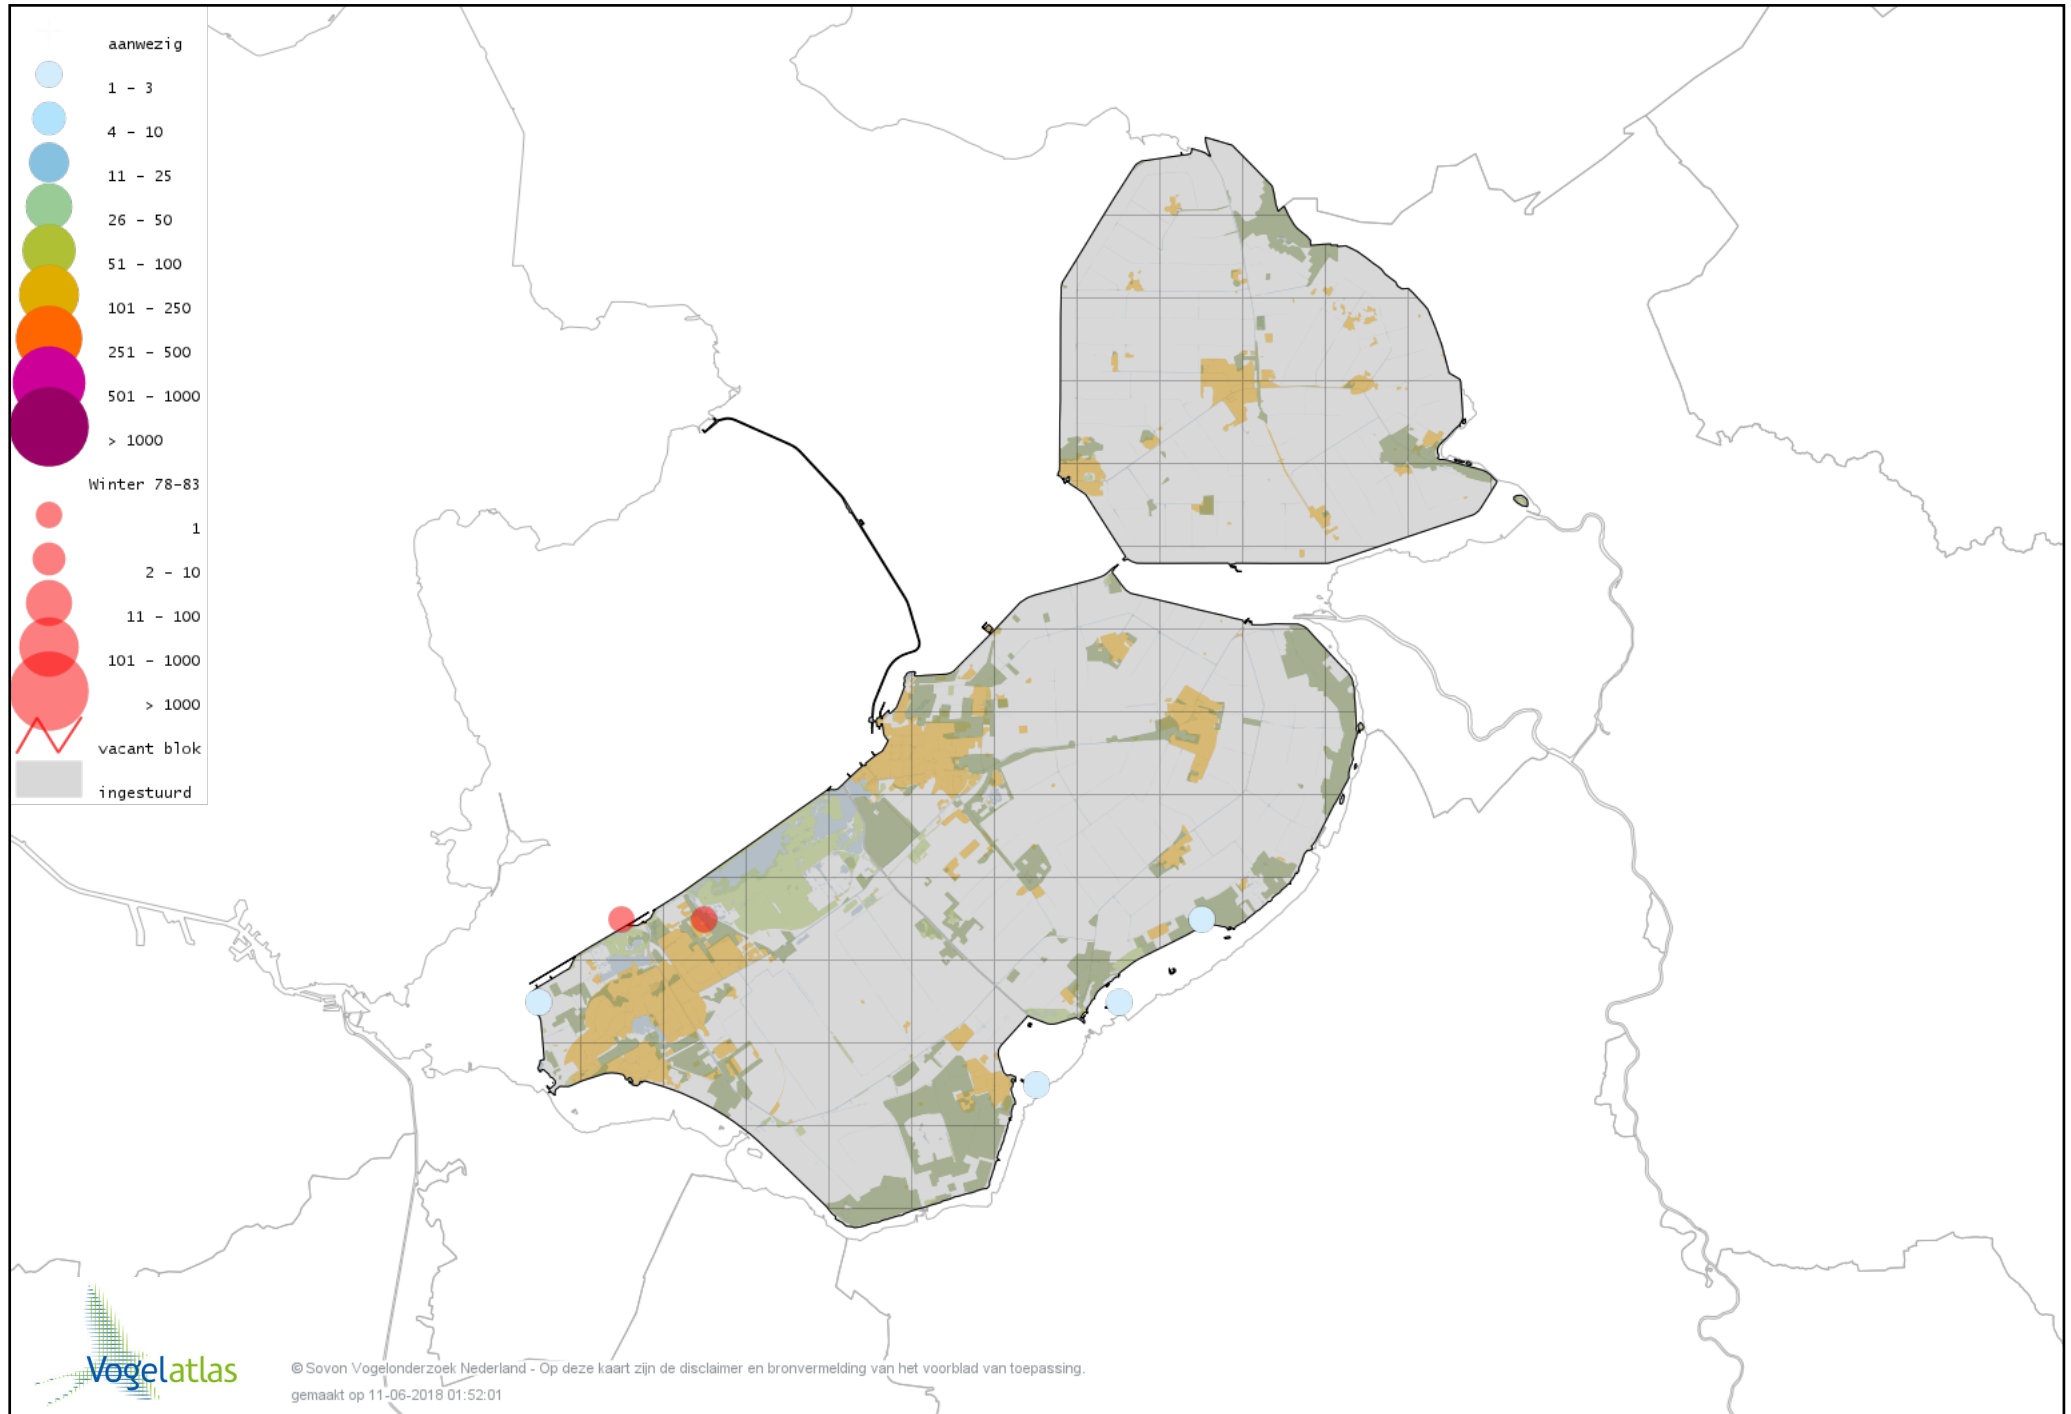 aanwezig
1 – 3
4 – 10
11 – 25
26 – 50
51 – 100
101 – 250
251 – 500
501 – 1000
> 1000
Winter 78-83
1
2 – 10
11 – 100
101 – 1000
> 1000
vacant blok
ingestuurd
Vogelatlas
© Sovon Vogelonderzoek Nederland - Op deze kaart zijn de disclaimer en bronvermelding van het voorblad van toepassing.
gemaakt op 11-06-2018 01:52:01